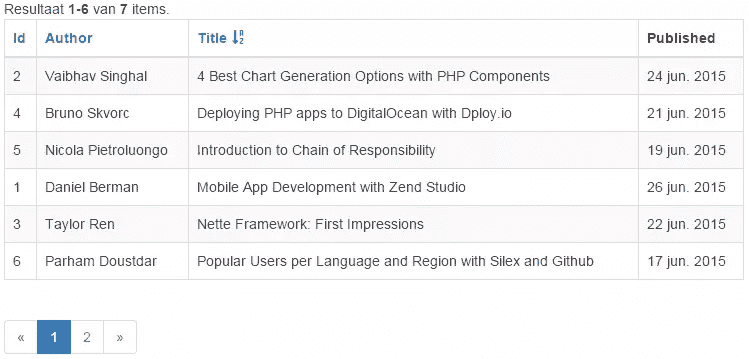 Resultaat 1-6 van 7 items.
Id Author Title Published
2 Vaibhav Singhal 4 Best Chart Generation Options with PHP Components 24 jun. 2015
4 Bruno Skvorc Deploying PHP apps to DigitalOcean with Dploy.io 21 jun. 2015
5 Nicola Pietroluongo Introduction to Chain of Responsibility 19 jun. 2015
1 Daniel Berman Mobile App Development with Zend Studio 26 jun. 2015
3 Taylor Ren Nette Framework: First Impressions 22 jun. 2015
6 Parham Doustdar Popular Users per Language and Region with Silex and Github 17 jun. 2015
« 1 2 »